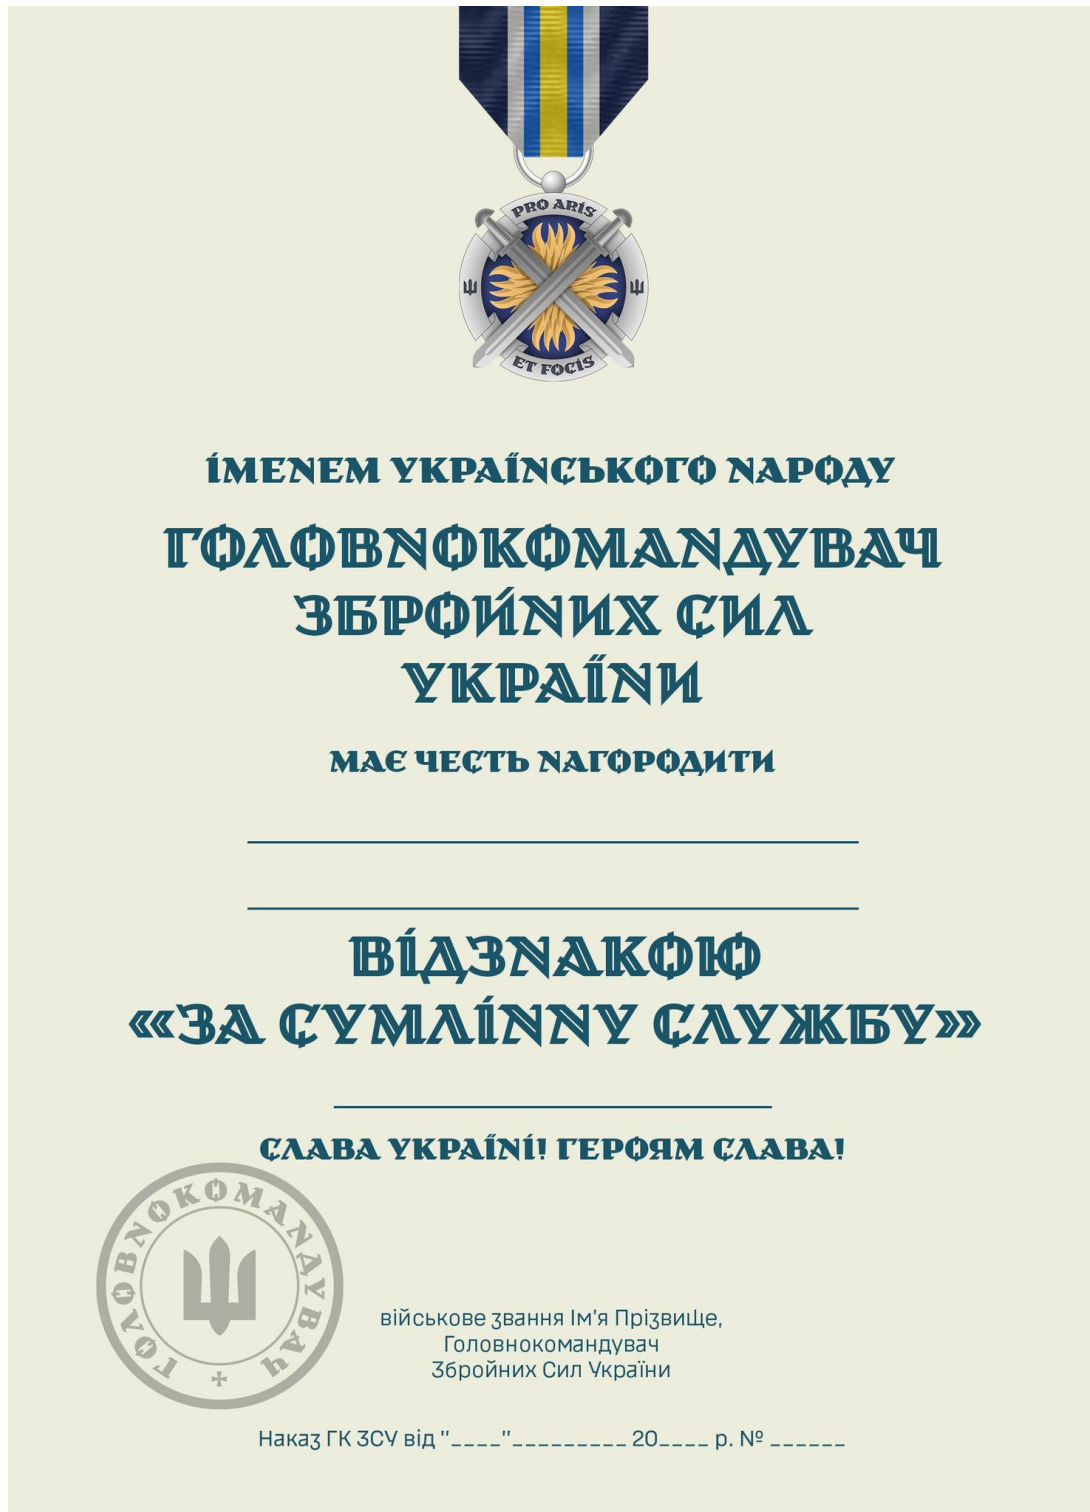 PRO ARIS
ET FOCIS
ІМЕНЕМ УКРАЇНСЬКОГО НАРОДУ
ГОЛОВНОКОМАНДУВАЧ
ЗБРОЙНИХ СИЛ
УКРАЇНИ
МАЄ ЧЕСТЬ НАГОРОДИТИ
ВІДЗНАКОЮ
«ЗА СУМЛІННУ СЛУЖБУ»
СЛАВА УКРАЇНІ! ГЕРОЯМ СЛАВА!
ГОЛОВНОКОМАНДУВАЧ
військове звання Ім'я Прізвище,
Головнокомандувач
Збройних Сил України
Наказ ГК ЗСУ від "____"_________ 20____ р. № ______